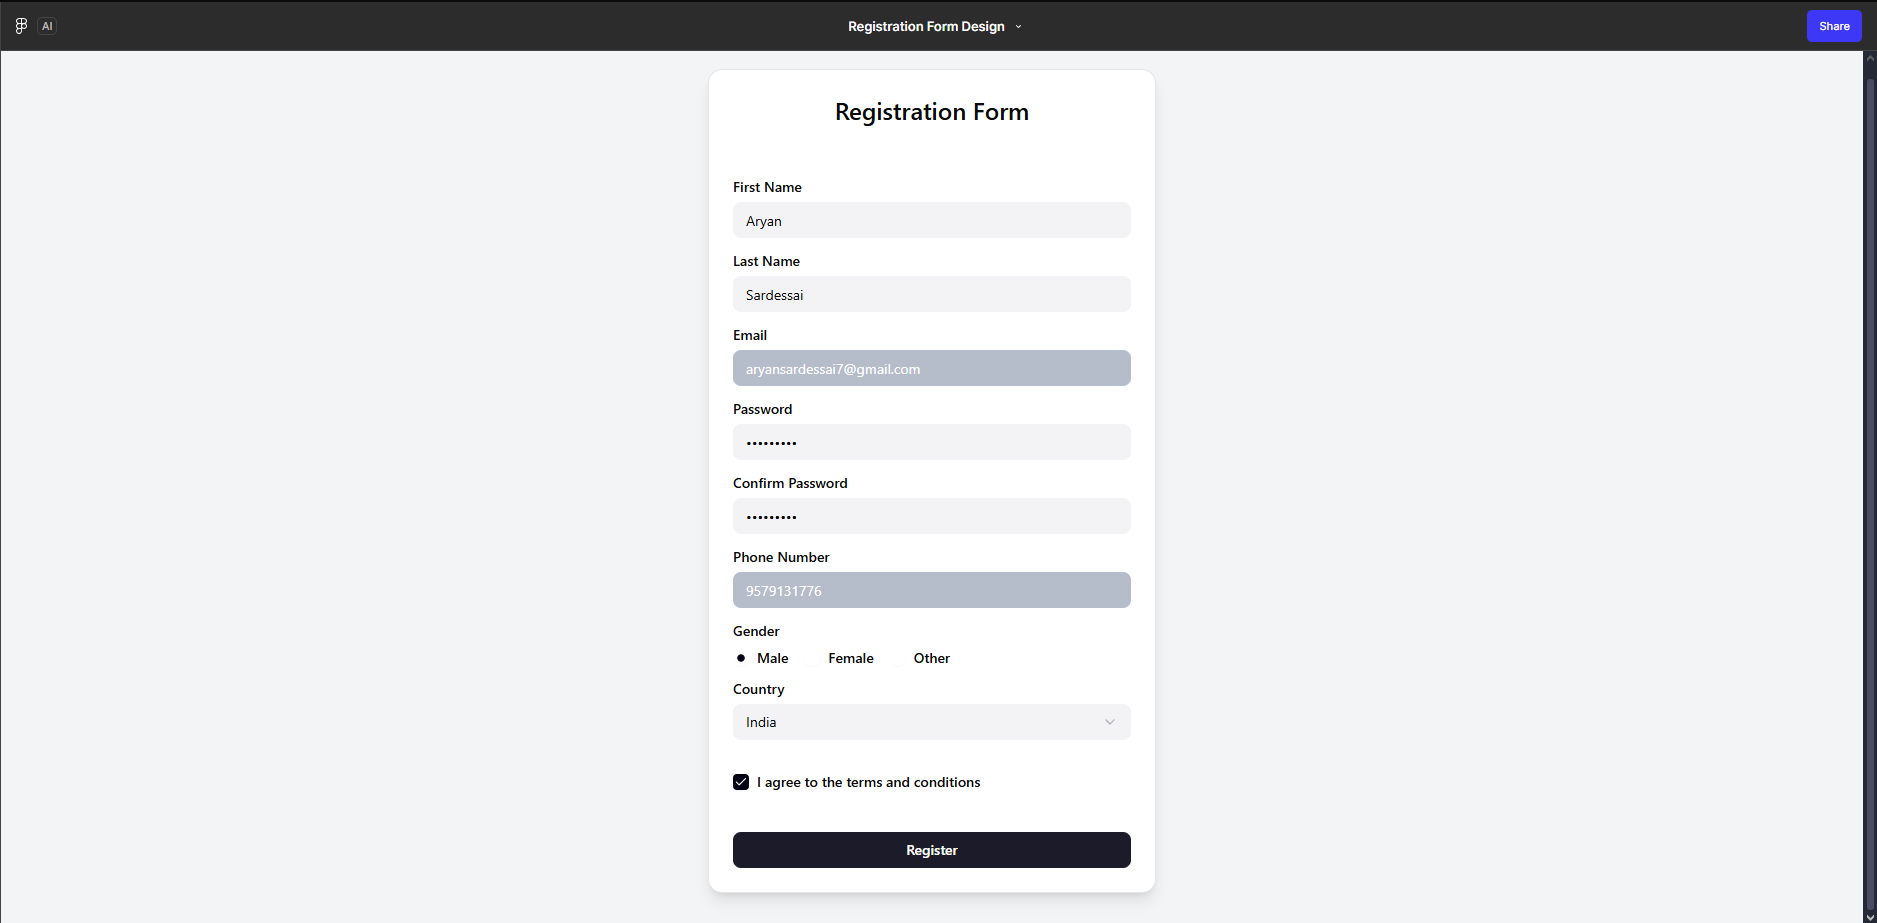 AI
Registration Form Design
Share
Registration Form
First Name
Aryan
Last Name
Sardessai
Email
aryansardessai7@gmail.com
Password
•••••••••
Confirm Password
•••••••••
Phone Number
9579131776
Gender
Male Female Other
Country
India
I agree to the terms and conditions
Register